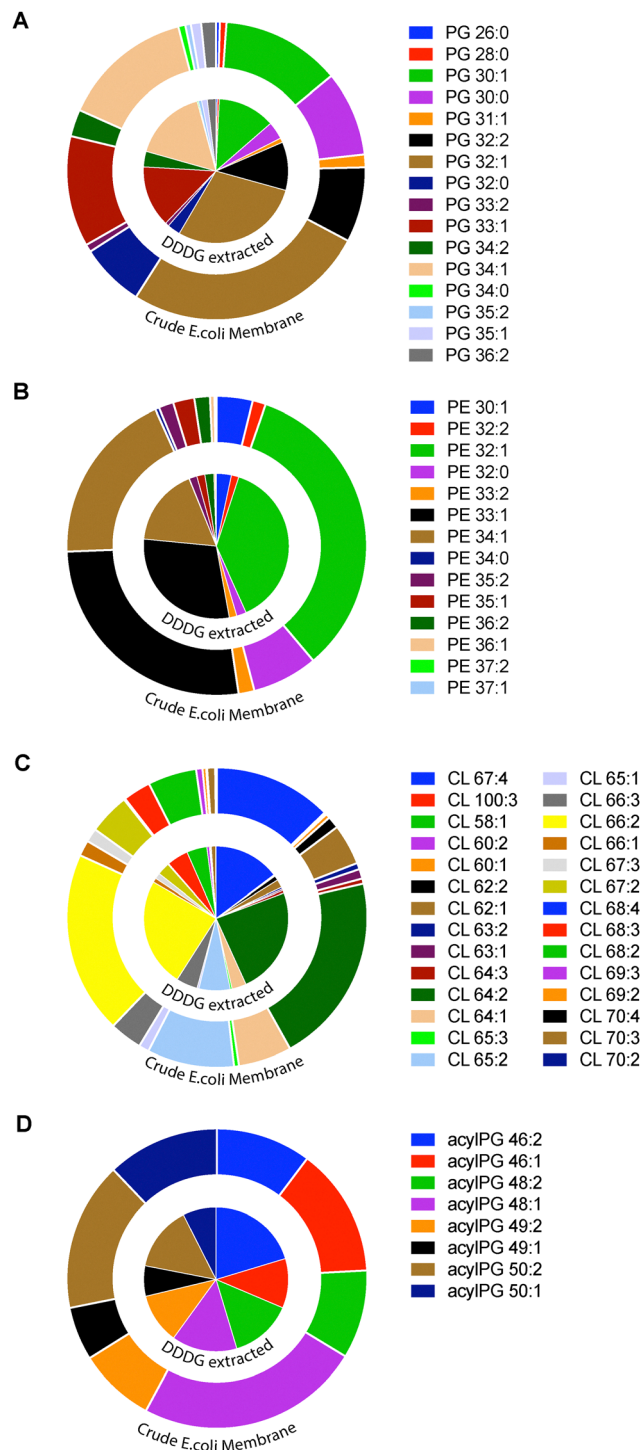 A
DDDG extracted
Crude E.coli Membrane
PG 26:0
PG 28:0
PG 30:1
PG 30:0
PG 31:1
PG 32:2
PG 32:1
PG 32:0
PG 33:2
PG 33:1
PG 34:2
PG 34:1
PG 34:0
PG 35:2
PG 35:1
PG 36:2
B
DDDG extracted
Crude E.coli Membrane
PE 30:1
PE 32:2
PE 32:1
PE 32:0
PE 33:2
PE 33:1
PE 34:1
PE 34:0
PE 35:2
PE 35:1
PE 36:2
PE 36:1
PE 37:2
PE 37:1
C
DDDG extracted
Crude E.coli Membrane
CL 67:4
CL 100:3
CL 58:1
CL 60:2
CL 60:1
CL 62:2
CL 62:1
CL 63:2
CL 63:1
CL 64:3
CL 64:2
CL 64:1
CL 65:3
CL 65:2
CL 65:1
CL 66:3
CL 66:2
CL 66:1
CL 67:3
CL 67:2
CL 68:4
CL 68:3
CL 68:2
CL 69:3
CL 69:2
CL 70:4
CL 70:3
CL 70:2
D
DDDG extracted
Crude E.coli Membrane
acylPG 46:2
acylPG 46:1
acylPG 48:2
acylPG 48:1
acylPG 49:2
acylPG 49:1
acylPG 50:2
acylPG 50:1